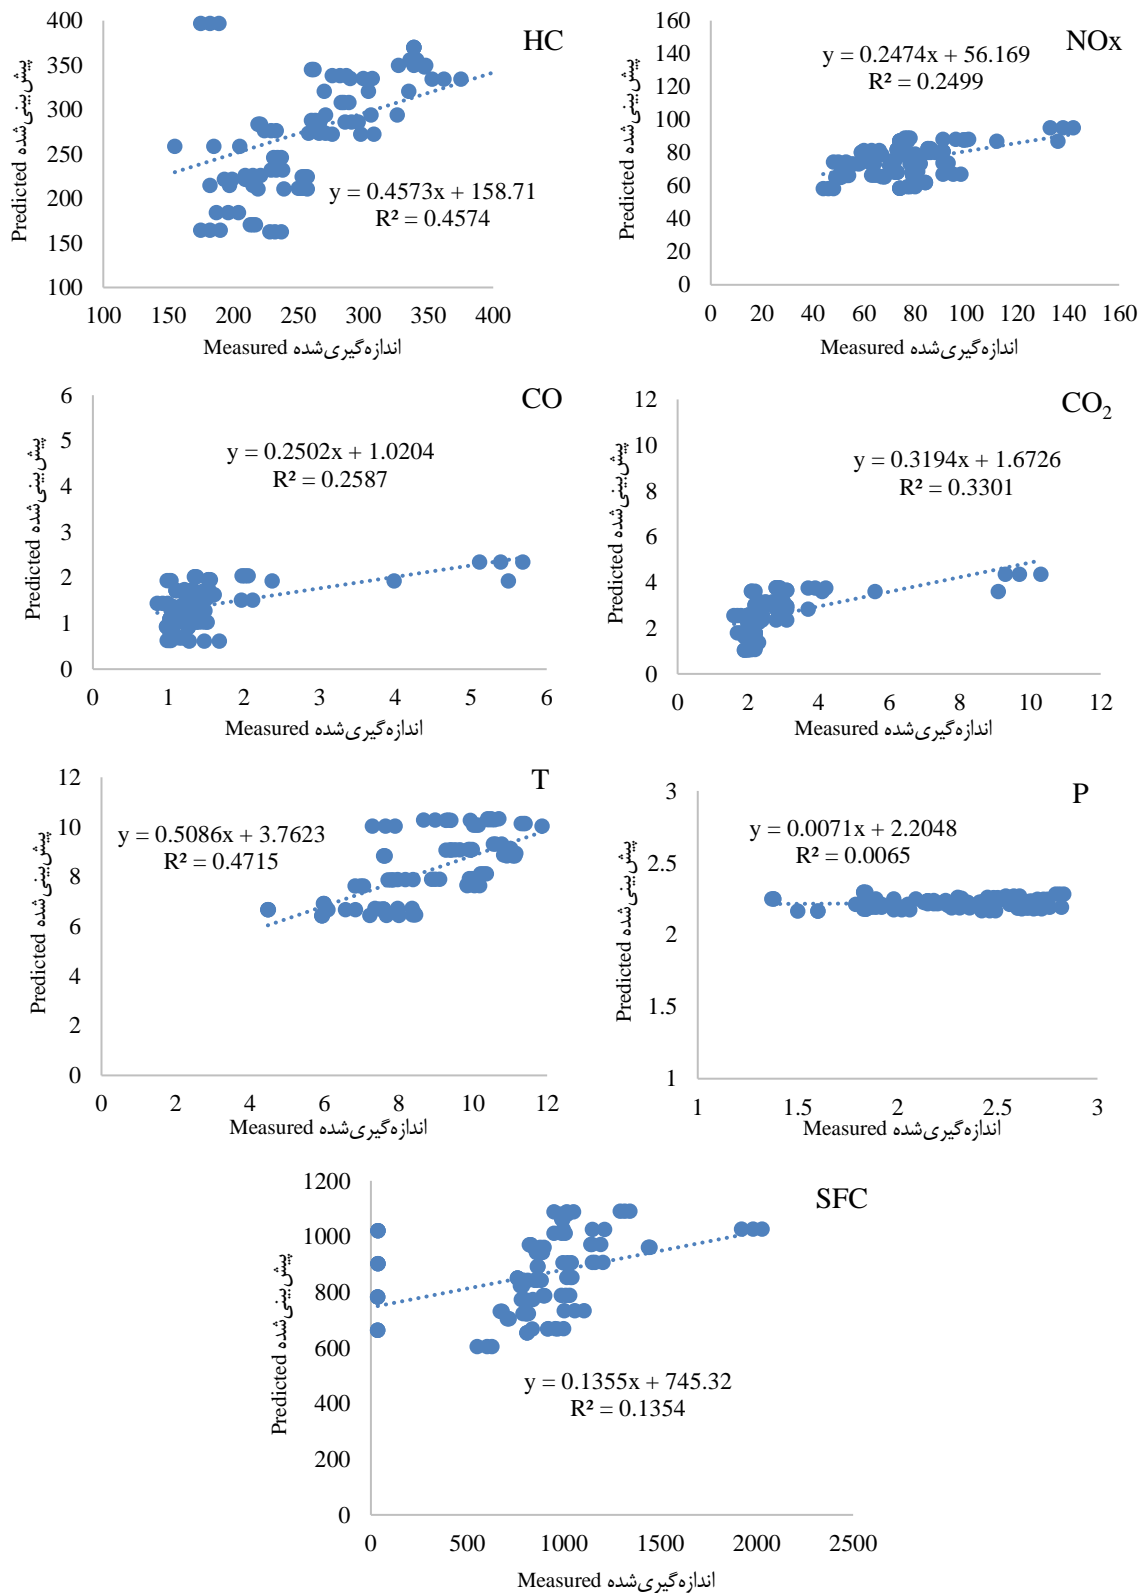 HC
y = 0.4573x + 158.71
R² = 0.4574
400
350
300
250
200
150
100
100 150 200 250 300 350 400
پیش‌بینی‌شده Predicted
اندازه‌گیری‌شده Measured
NOx
y = 0.2474x + 56.169
R² = 0.2499
160
140
120
100
80
60
40
20
0
0 20 40 60 80 100 120 140 160
پیش‌بینی‌شده Predicted
اندازه‌گیری‌شده Measured
CO
y = 0.2502x + 1.0204
R² = 0.2587
6
5
4
3
2
1
0
0 1 2 3 4 5 6
پیش‌بینی‌شده Predicted
اندازه‌گیری‌شده Measured
CO₂
y = 0.3194x + 1.6726
R² = 0.3301
12
10
8
6
4
2
0
0 2 4 6 8 10 12
پیش‌بینی‌شده Predicted
اندازه‌گیری‌شده Measured
T
y = 0.5086x + 3.7623
R² = 0.4715
12
10
8
6
4
2
0
0 2 4 6 8 10 12
پیش‌بینی‌شده Predicted
اندازه‌گیری‌شده Measured
P
y = 0.0071x + 2.2048
R² = 0.0065
3
2.5
2
1.5
1
1 1.5 2 2.5 3
پیش‌بینی‌شده Predicted
اندازه‌گیری‌شده Measured
SFC
y = 0.1355x + 745.32
R² = 0.1354
1200
1000
800
600
400
200
0
0 500 1000 1500 2000 2500
پیش‌بینی‌شده Predicted
اندازه‌گیری‌شده Measured